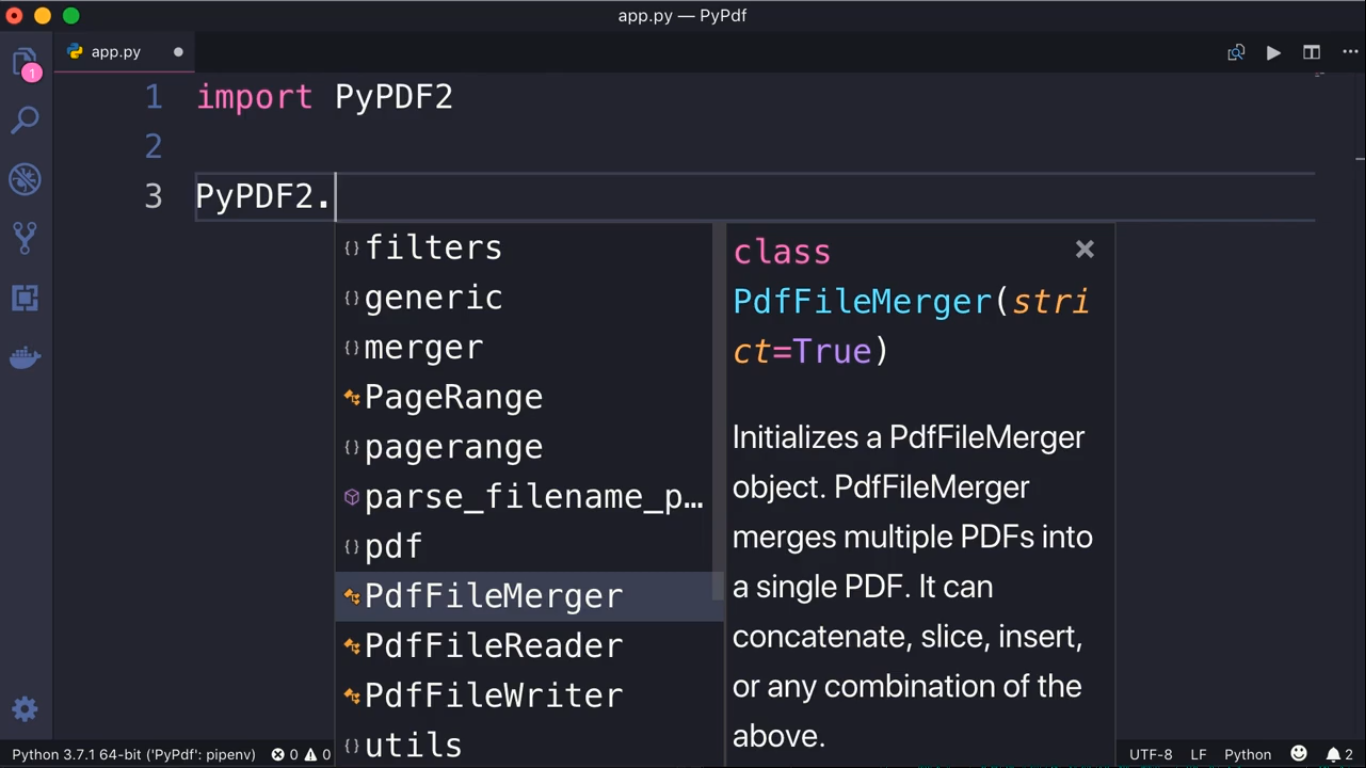 app.py — PyPdf
app.py
1
1 import PyPDF2
2
3 PyPDF2.
filters
generic
merger
PageRange
pagerange
parse_filename_p…
pdf
PdfFileMerger
PdfFileReader
PdfFileWriter
utils
class
PdfFileMerger(stri
ct=True)
Initializes a PdfFileMerger
object. PdfFileMerger
merges multiple PDFs into
a single PDF. It can
concatenate, slice, insert,
or any combination of the
above.
Python 3.7.1 64-bit ('PyPdf': pipenv) 0 0 UTF-8 LF Python 2